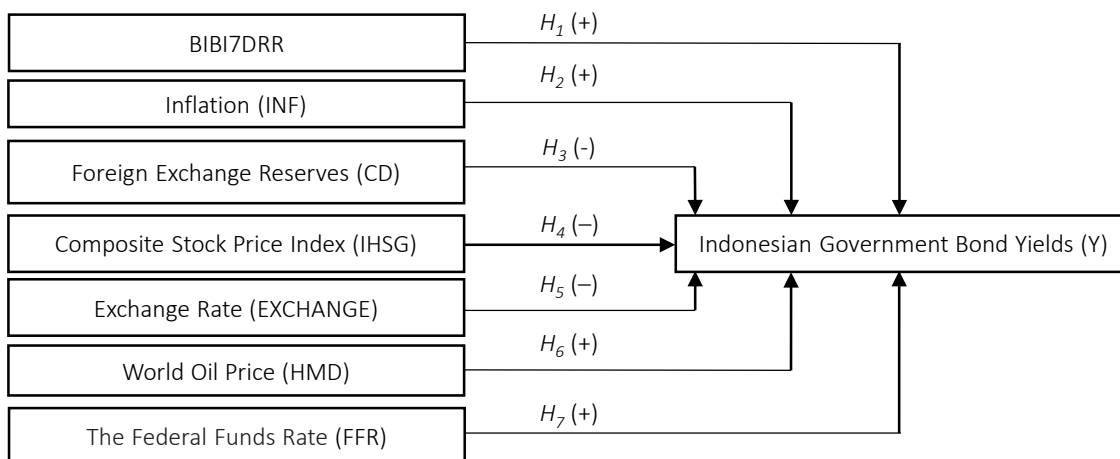 BIBI7DRR
H₁ (+)
Inflation (INF)
H₂ (+)
Foreign Exchange Reserves (CD)
H₃ (-)
Composite Stock Price Index (IHSG)
H₄ (–)
Indonesian Government Bond Yields (Y)
Exchange Rate (EXCHANGE)
H₅ (–)
World Oil Price (HMD)
H₆ (+)
The Federal Funds Rate (FFR)
H₇ (+)